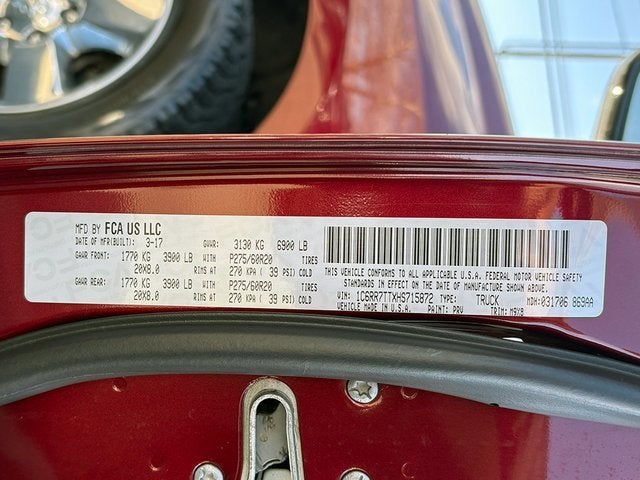 MFD BY FCA US LLC
DATE OF MFR(BUILT): 3-17 GVWR: 3130 KG 6900 LB
GAWR FRONT: 1770 KG 3900 LB WITH P275/60R20 TIRES
20X8.0 RIMS AT 270 KPA ( 39 PSI) COLD
GAWR REAR: 1770 KG 3900 LB WITH P275/60R20 TIRES
20X8.0 RIMS AT 270 KPA ( 39 PSI) COLD
THIS VEHICLE CONFORMS TO ALL APPLICABLE U.S.A. FEDERAL MOTOR VEHICLE SAFETY
STANDARDS IN EFFECT ON THE DATE OF MANUFACTURE SHOWN ABOVE.
VIN: 1C6RR7TTXHS715872 TYPE: TRUCK MDH:031706 869AA
VEHICLE MADE IN U.S.A. PAINT: PRV TRIM: M9X8